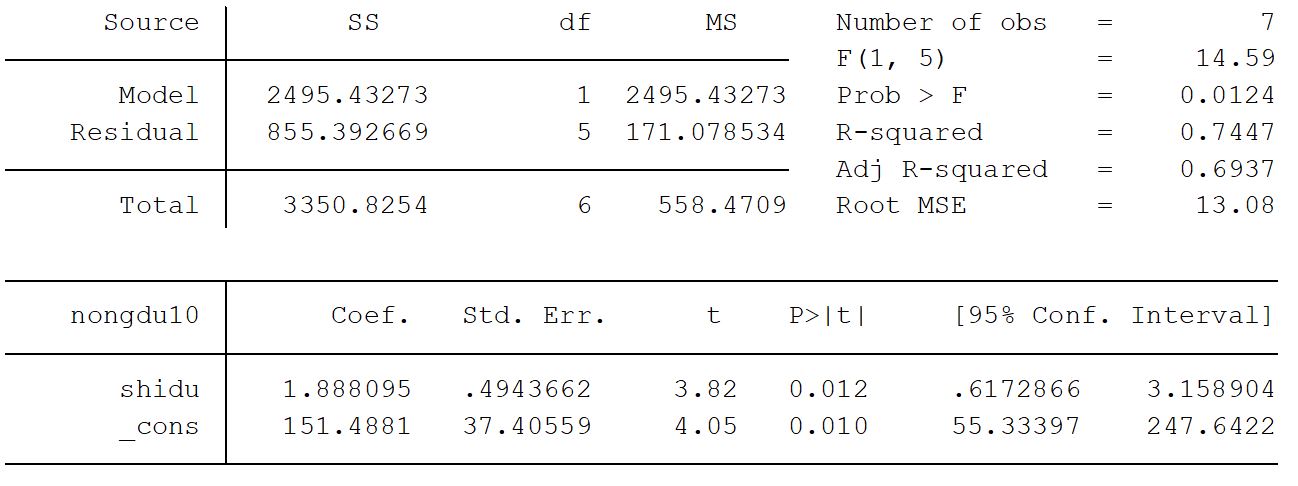 Source SS df MS Number of obs = 7
F(1, 5) = 14.59
Model 2495.43273 1 2495.43273 Prob > F = 0.0124
Residual 855.392669 5 171.078534 R-squared = 0.7447
Adj R-squared = 0.6937
Total 3350.8254 6 558.4709 Root MSE = 13.08
nongdu10 Coef. Std. Err. t P>|t| [95% Conf. Interval]
shidu 1.888095 .4943662 3.82 0.012 .6172866 3.158904
_cons 151.4881 37.40559 4.05 0.010 55.33397 247.6422